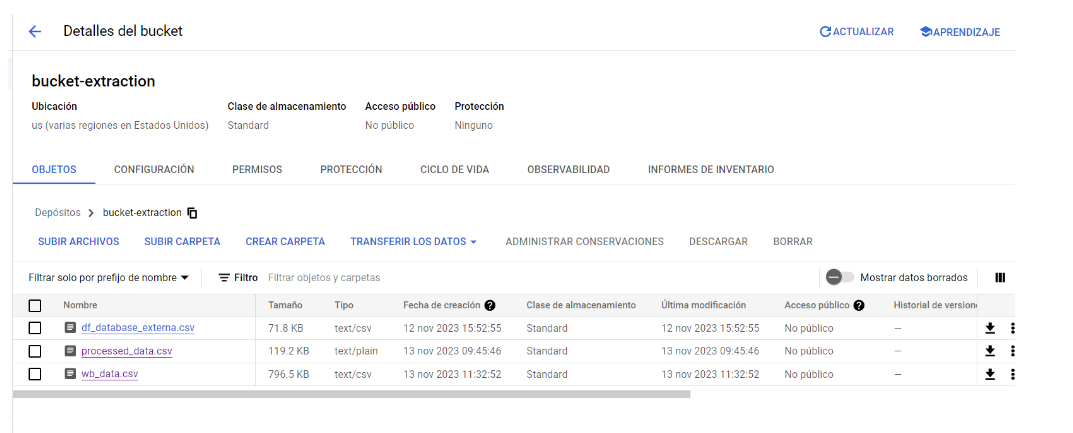 Detalles del bucket
ACTUALIZAR
APRENDIZAJE
bucket-extraction
Ubicación Clase de almacenamiento Acceso público Protección
us (varias regiones en Estados Unidos) Standard No público Ninguno
OBJETOS CONFIGURACIÓN PERMISOS PROTECCIÓN CICLO DE VIDA OBSERVABILIDAD INFORMES DE INVENTARIO
Depósitos > bucket-extraction
SUBIR ARCHIVOS SUBIR CARPETA CREAR CARPETA TRANSFERIR LOS DATOS ADMINISTRAR CONSERVACIONES DESCARGAR BORRAR
Filtrar solo por prefijo de nombre Filtro Filtrar objetos y carpetas Mostrar datos borrados
Nombre Tamaño Tipo Fecha de creación Clase de almacenamiento Última modificación Acceso público Historial de version
df_database_externa.csv 71.8 KB text/csv 12 nov 2023 15:52:55 Standard 12 nov 2023 15:52:55 No público —
processed_data.csv 119.2 KB text/plain 13 nov 2023 09:45:46 Standard 13 nov 2023 09:45:46 No público —
wb_data.csv 796.5 KB text/csv 13 nov 2023 11:32:52 Standard 13 nov 2023 11:32:52 No público —